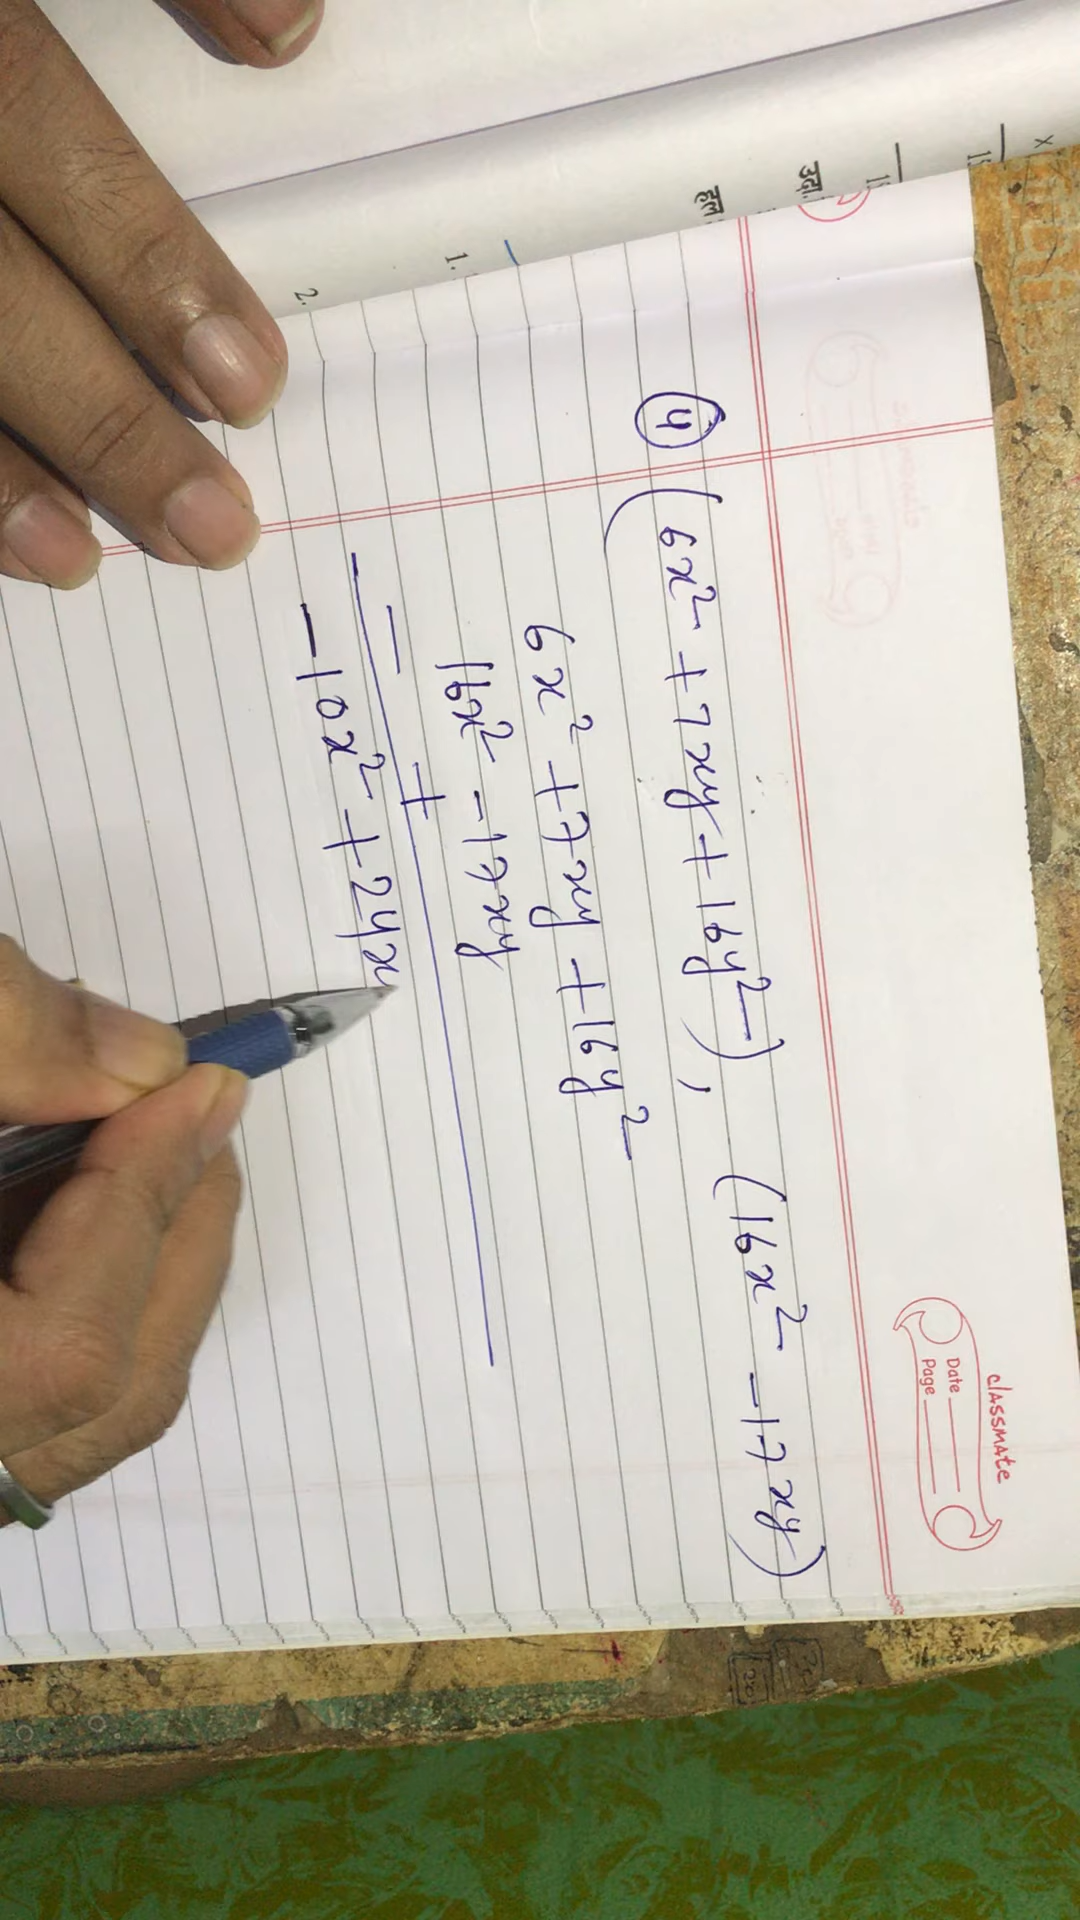 classmate
Date
Page
④ (6x² + 7xy + 16y²), (16x² - 17xy)
6x² + 7xy + 16y²
16x² - 17xy
- +
-10x² + 24x
उदा.
हल
1.
2.